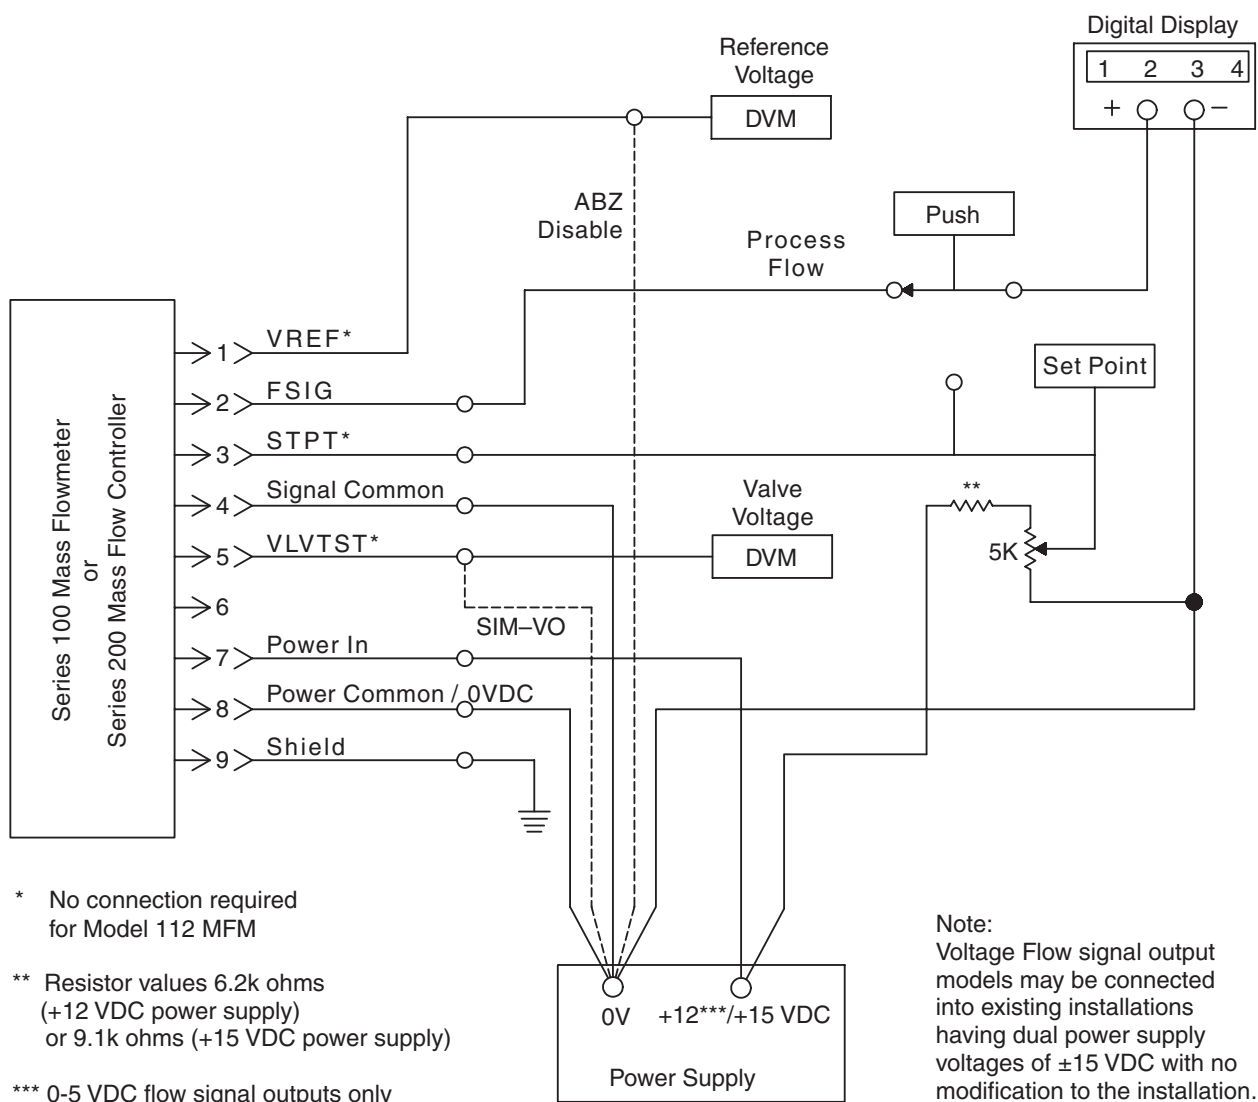 Digital Display
1 2 3 4
+ −
Reference
Voltage
DVM
ABZ
Disable
Push
Process
Flow
Set Point
Series 100 Mass Flowmeter
or
Series 200 Mass Flow Controller
1 VREF*
2 FSIG
3 STPT*
4 Signal Common
5 VLVTST*
6
7 Power In
8 Power Common / 0VDC
9 Shield
**
5K
Valve
Voltage
DVM
SIM–VO
* No connection required
for Model 112 MFM
** Resistor values 6.2k ohms
(+12 VDC power supply)
or 9.1k ohms (+15 VDC power supply)
*** 0-5 VDC flow signal outputs only
0V +12***/+15 VDC
Power Supply
Note:
Voltage Flow signal output
models may be connected
into existing installations
having dual power supply
voltages of ±15 VDC with no
modification to the installation.